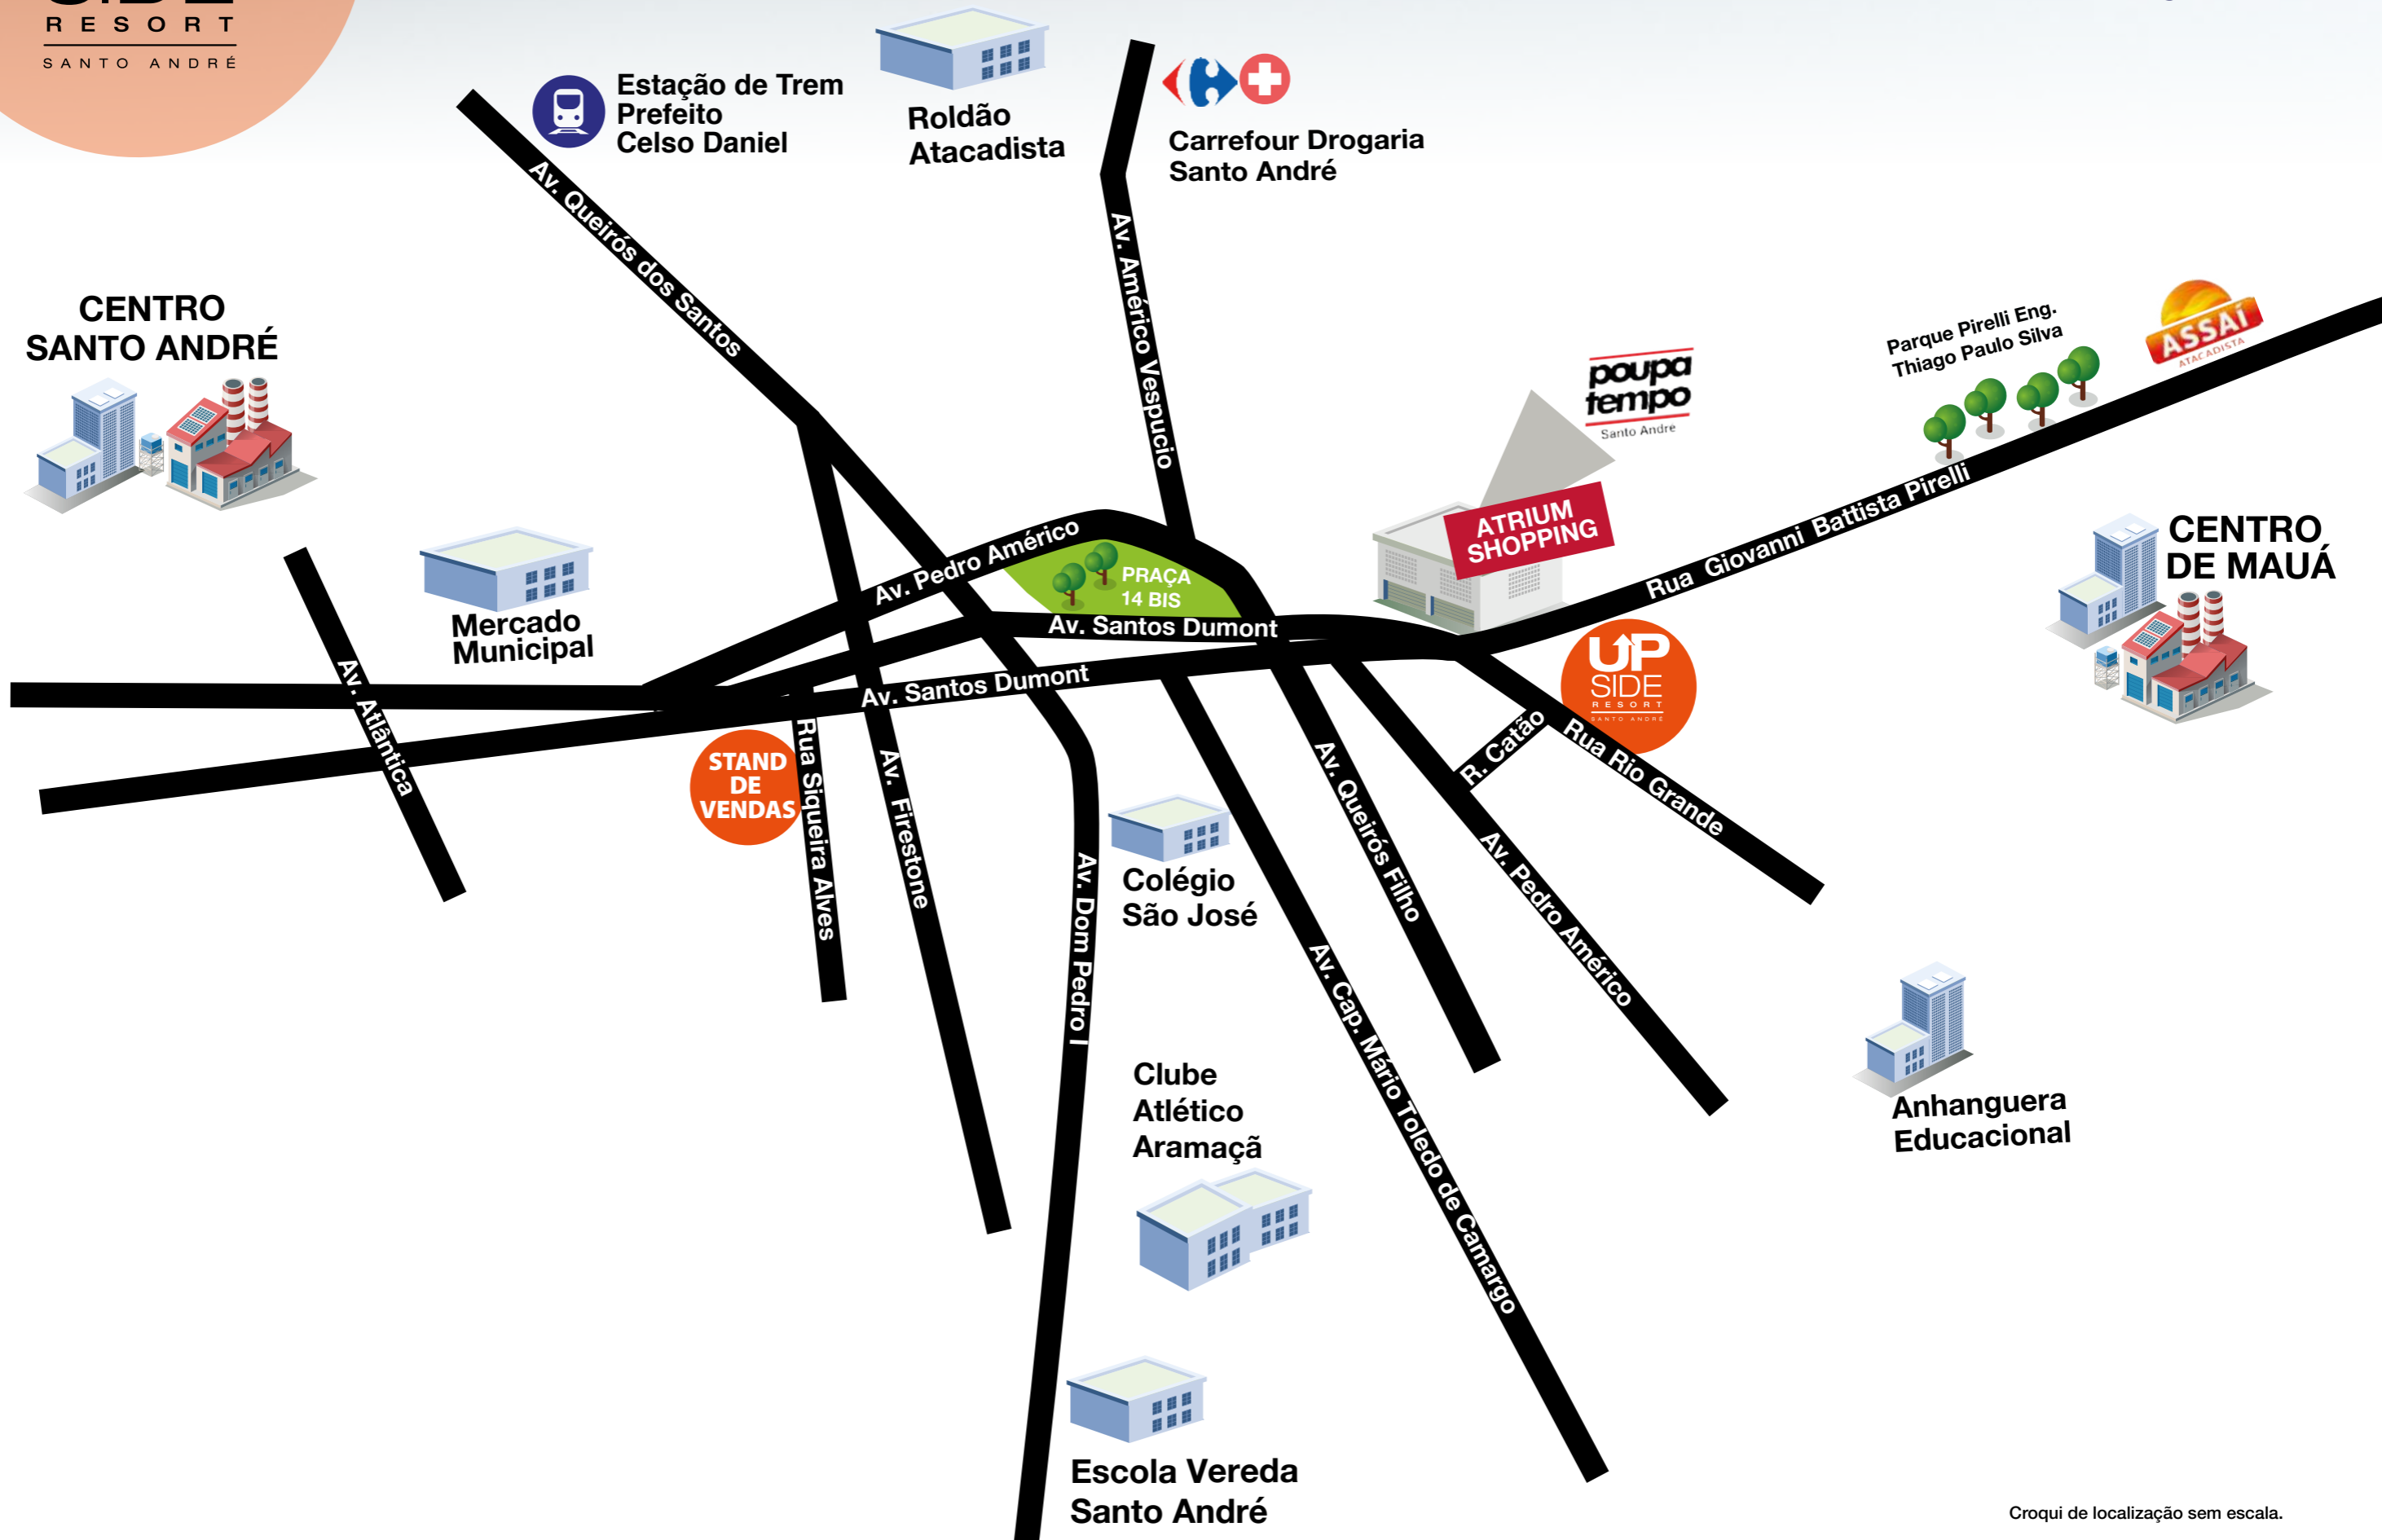 RESORT
SANTO ANDRÉ
Estação de Trem
Prefeito
Celso Daniel
Roldão
Atacadista
Carrefour Drogaria
Santo André
Av. Queirós dos Santos
Av. Américo Vespucio
CENTRO
SANTO ANDRÉ
Mercado
Municipal
Av. Pedro Américo
PRAÇA
14 BIS
Av. Santos Dumont
Av. Santos Dumont
poupa
tempo
Santo Andre
ATRIUM
SHOPPING
Parque Pirelli Eng.
Thiago Paulo Silva
ASSAÍ
ATACADISTA
Rua Giovanni Battista Pirelli
CENTRO
DE MAUÁ
UP
SIDE
RESORT
SANTO ANDRÉ
Av. Atlântica
STAND
DE
VENDAS
Rua Siqueira Alves
Av. Firestone
Av. Dom Pedro I
Colégio
São José
Av. Queirós Filho
R. Catão
Rua Rio Grande
Av. Pedro Américo
Av. Cap. Mário Toledo de Camargo
Clube
Atlético
Aramaçã
Anhanguera
Educacional
Escola Vereda
Santo André
Croqui de localização sem escala.